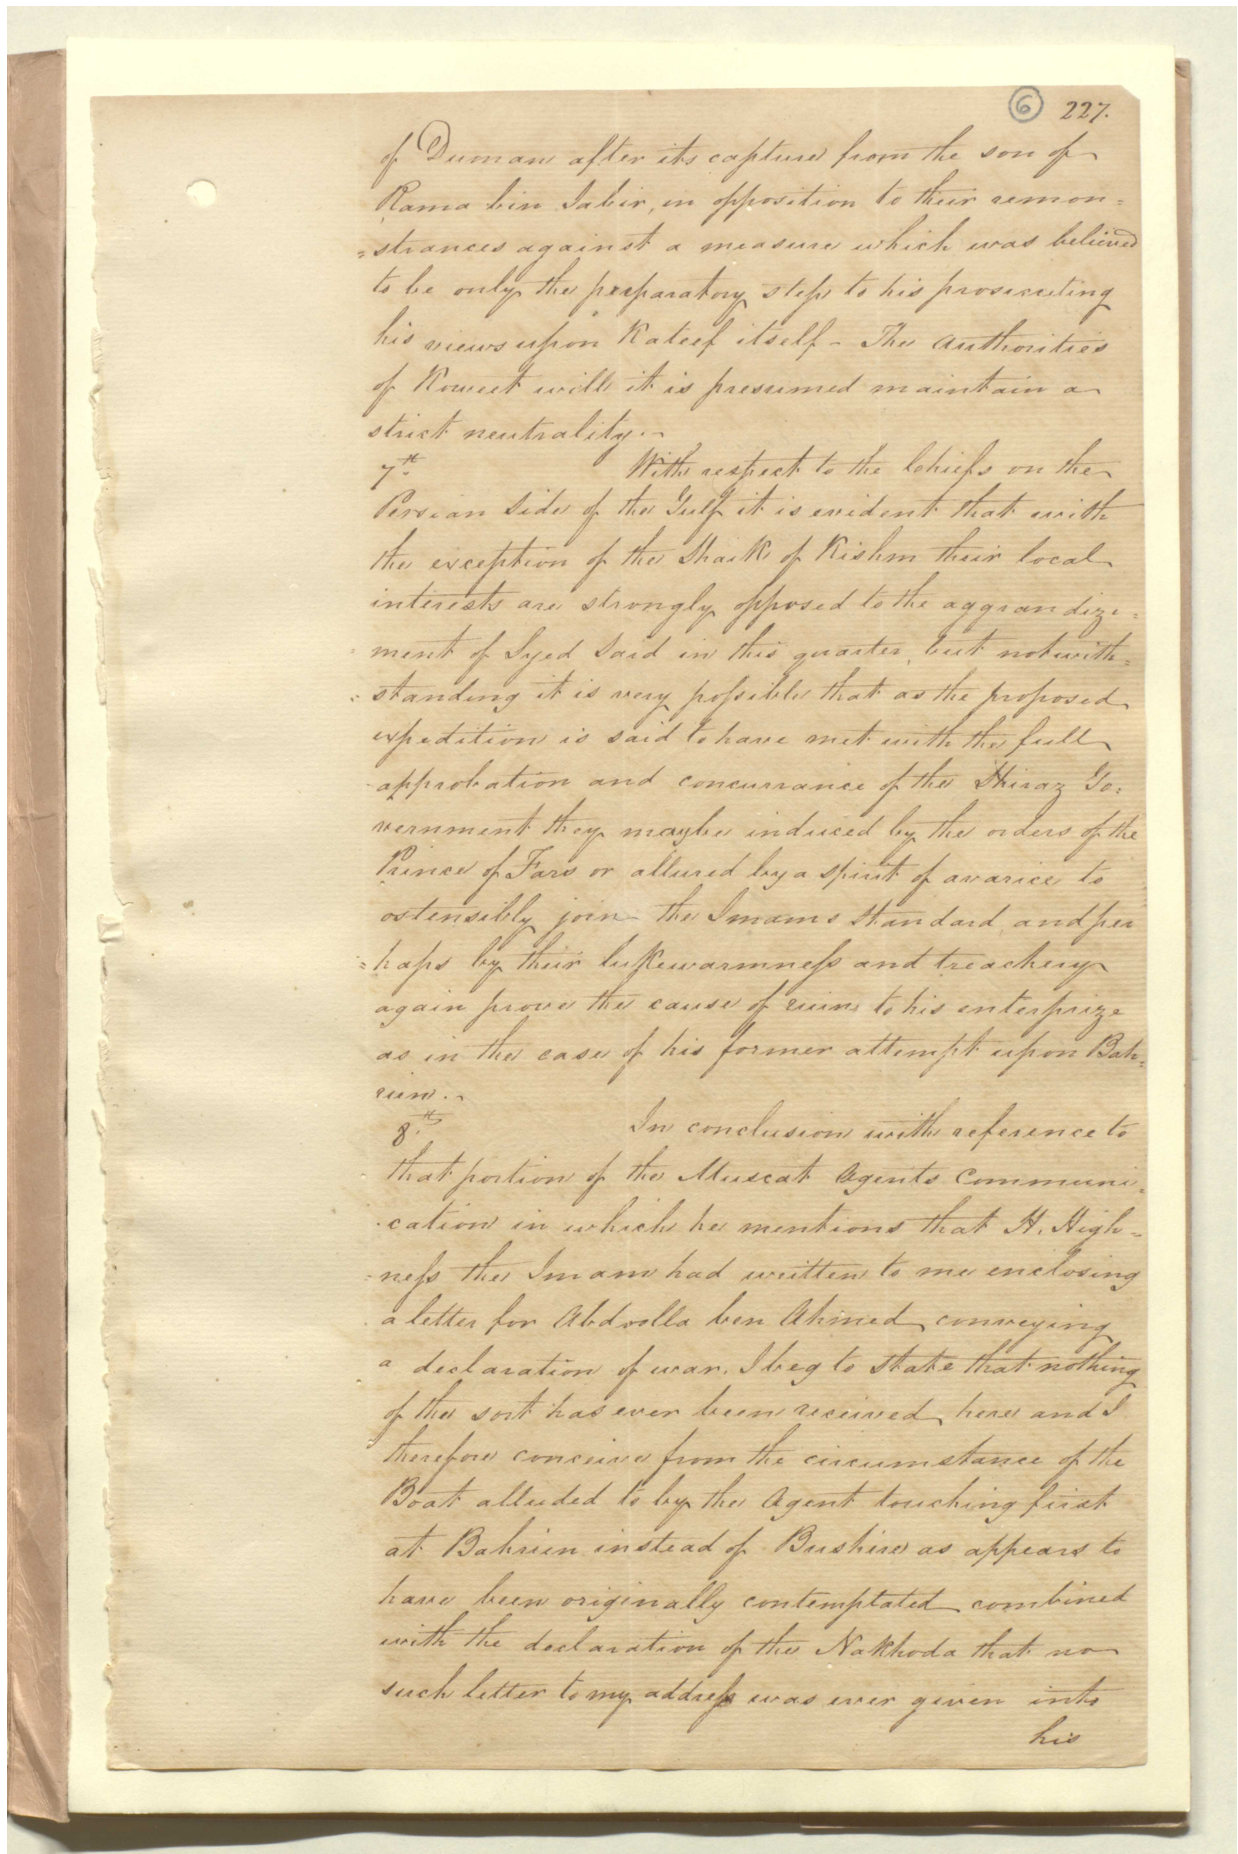 6 227.
of Dumaun after its capture from the son of
Rama bin Jabir, in opposition to their remon=
=strances against a measure which was believed
to be only the preparatory step to his prosecuting
his views upon Kateef itself - The Authorities
of Koweet will it is presumed maintain a
strict neutrality. -
7th. With respect to the Chiefs on the
Persian Side of the Gulf it is evident that with
the exception of the Shaik of Kishm their local
interests are strongly opposed to the aggrandize=
ment of Syed Said in this quarter, but notwith=
=standing it is very possible that as the proposed
expedition is said to have met with the full
approbation and concurrance of the Shiraz Go=
vernment they maybe induced by the orders of the
Prince of Fars or allured by a spirit of avarice to
ostensibly join the Imams Standard, and per
=haps by their lukewarmness and treachery
again prove the cause of ruin to his enterprize
as in the case of his former attempt upon Bah=
rein. -
8th. In conclusion with reference to
that portion of the Muscat Agents Communi=
cation in which he mentions that H. High=
=ness the Imam had written to me enclosing
a letter for Abdoolla ben Ahmed conveying
a declaration of war, I beg to state that nothing
of the sort has ever been received here and I
therefore conceive from the circumstance of the
Boat alluded to by the Agent touching first
at Bahrein instead of Bushire as appears to
have been originally contemplated combined
with the declaration of the Nakhoda that no
such letter to my address was ever given into
his